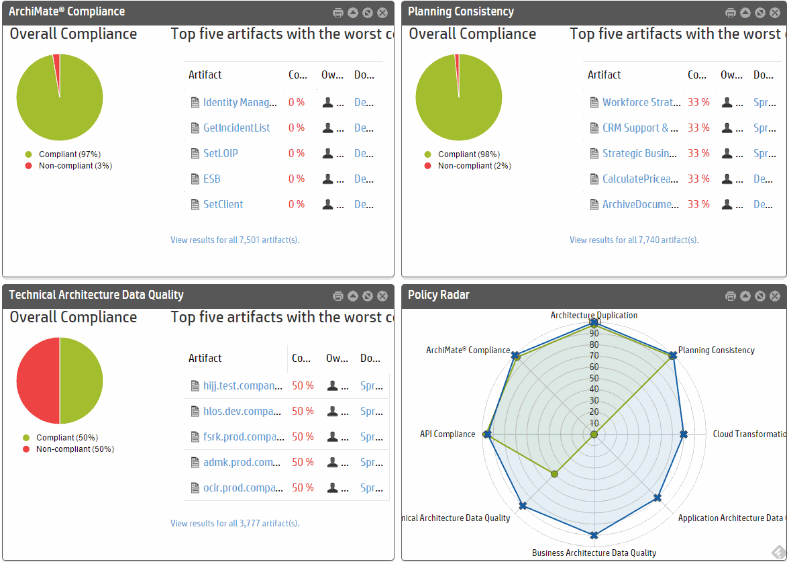 ArchiMate® Compliance
Overall Compliance
Top five artifacts with the worst c
Artifact Co... Ow... Do...
Identity Manag... 0 % ... De...
GetIncidentList 0 % ... De...
SetLOIP 0 % ... De...
ESB 0 % ... De...
SetClient 0 % ... De...
Compliant (97%)
Non-compliant (3%)
View results for all 7,501 artifact(s).
Planning Consistency
Overall Compliance
Top five artifacts with the worst
Artifact Co... Ow... Do...
Workforce Strat... 33 % ... Spr...
CRM Support & ... 33 % ... Spr...
Strategic Busin... 33 % ... Spr...
CalculatePricea... 33 % ... De...
ArchiveDocume... 33 % ... De...
Compliant (98%)
Non-compliant (2%)
View results for all 7,740 artifact(s).
Technical Architecture Data Quality
Overall Compliance
Top five artifacts with the worst c
Artifact Co... Ow... Do...
hijj.test.compan... 50 % ... Spr...
hlos.dev.compa... 50 % ... Spr...
fsrk.prod.compa... 50 % ... Spr...
admk.prod.com... 50 % ... Spr...
oclr.prod.compa... 50 % ... Spr...
Compliant (50%)
Non-compliant (50%)
View results for all 3,777 artifact(s).
Policy Radar
Architecture Duplication
90
80
70
60
50
40
30
20
10
ArchiMate® Compliance
Planning Consistency
API Compliance
Cloud Transformatio
nical Architecture Data Quality
Application Architecture Data
Business Architecture Data Quality